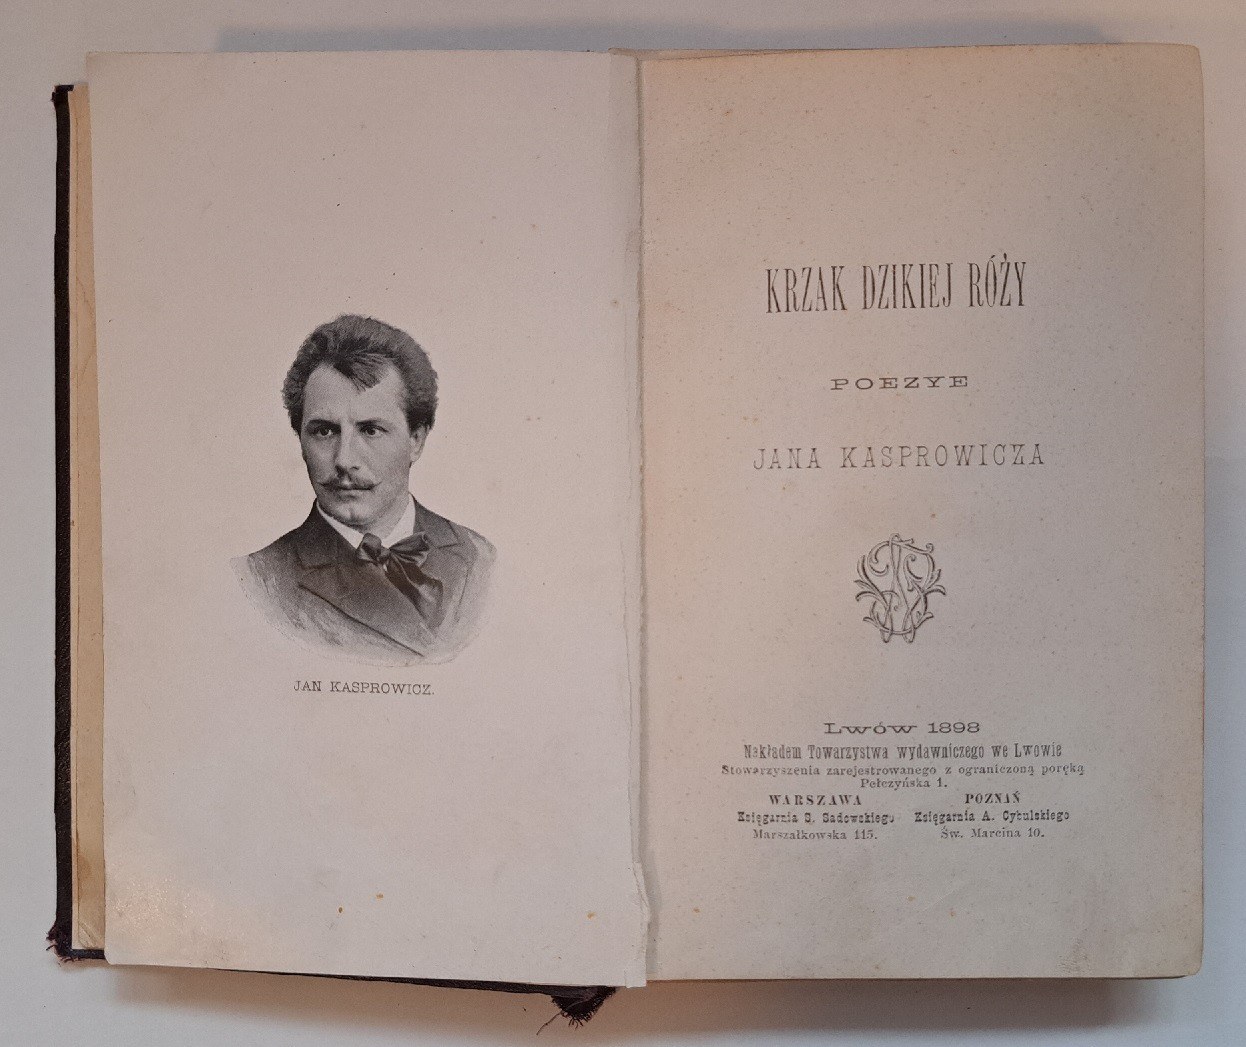 JAN KASPROWICZ.
KRZAK DZIKIEJ RÓŻY
POEZYE
JANA KASPROWICZA
Lwów 1898
Nakładem Towarzystwa wydawniczego we Lwowie
Stowarzyszenia zarejestrowanego z ograniczoną poręką
Pełczyńska 1.
WARSZAWA
Księgarnia S. Sadowskiego
Marszałkowska 115.
POZNAŃ
Księgarnia A. Cybulskiego
Św. Marcina 10.